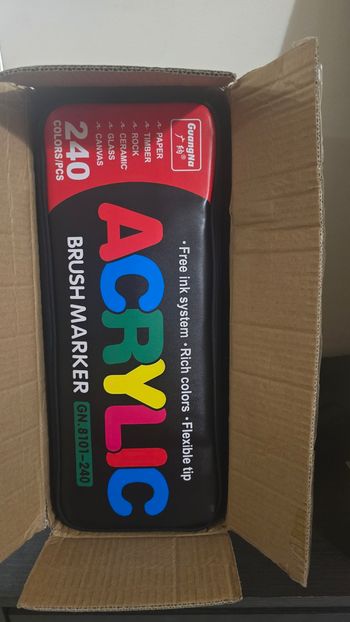 GuangNa
广纳®
PAPER
TIMBER
ROCK
CERAMIC
GLASS
CANVAS
240
COLORS/PCS
•Free ink system •Rich colors •Flexible tip
ACRYLIC
BRUSH MARKER GN.8101-240